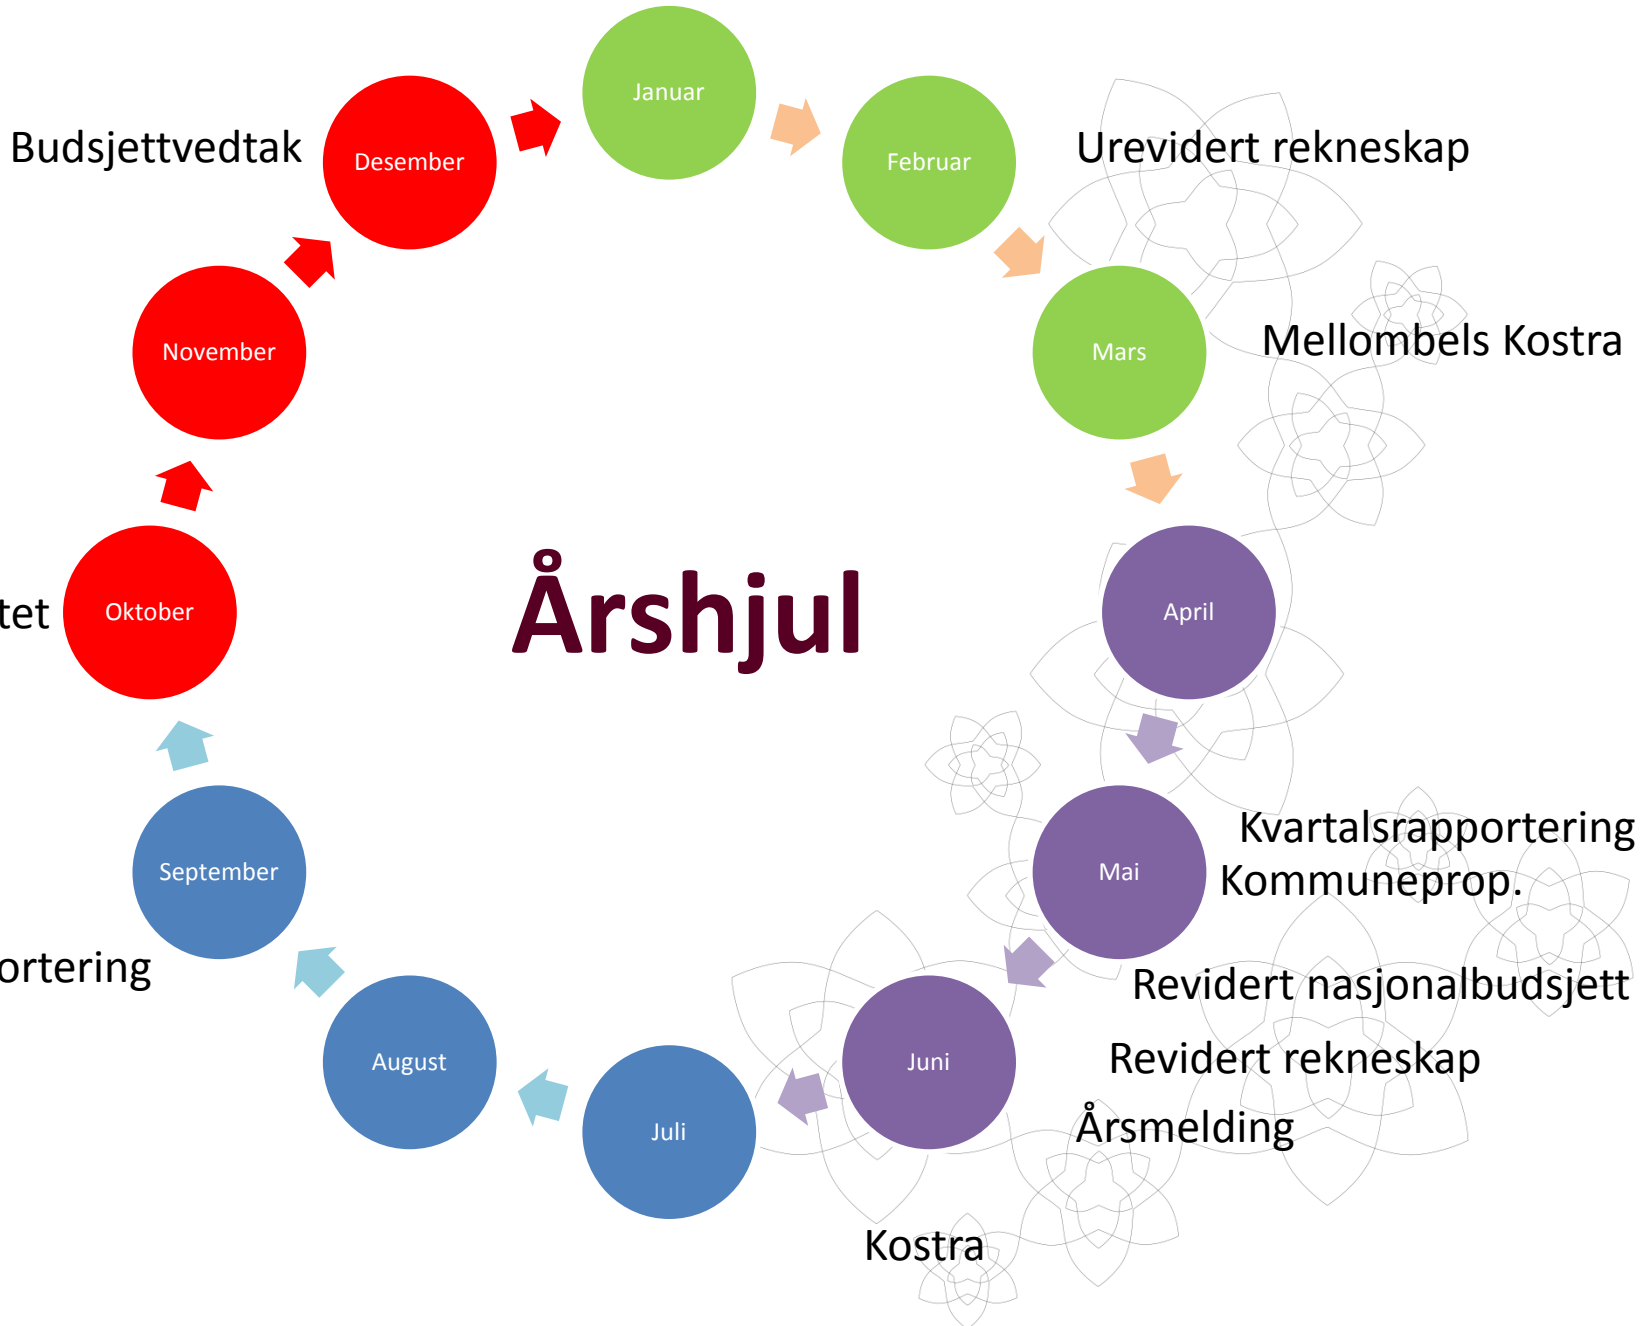 Januar
Budsjettvedtak
Desember
Februar
Urevidert rekneskap
November
Mars
Mellombels Kostra
Årshjul
tet
Oktober
April
September
Mai
Kvartalsrapportering
Kommuneprop.
ortering
Revidert nasjonalbudsjett
August
Juni
Revidert rekneskap
Juli
Årsmelding
Kostra